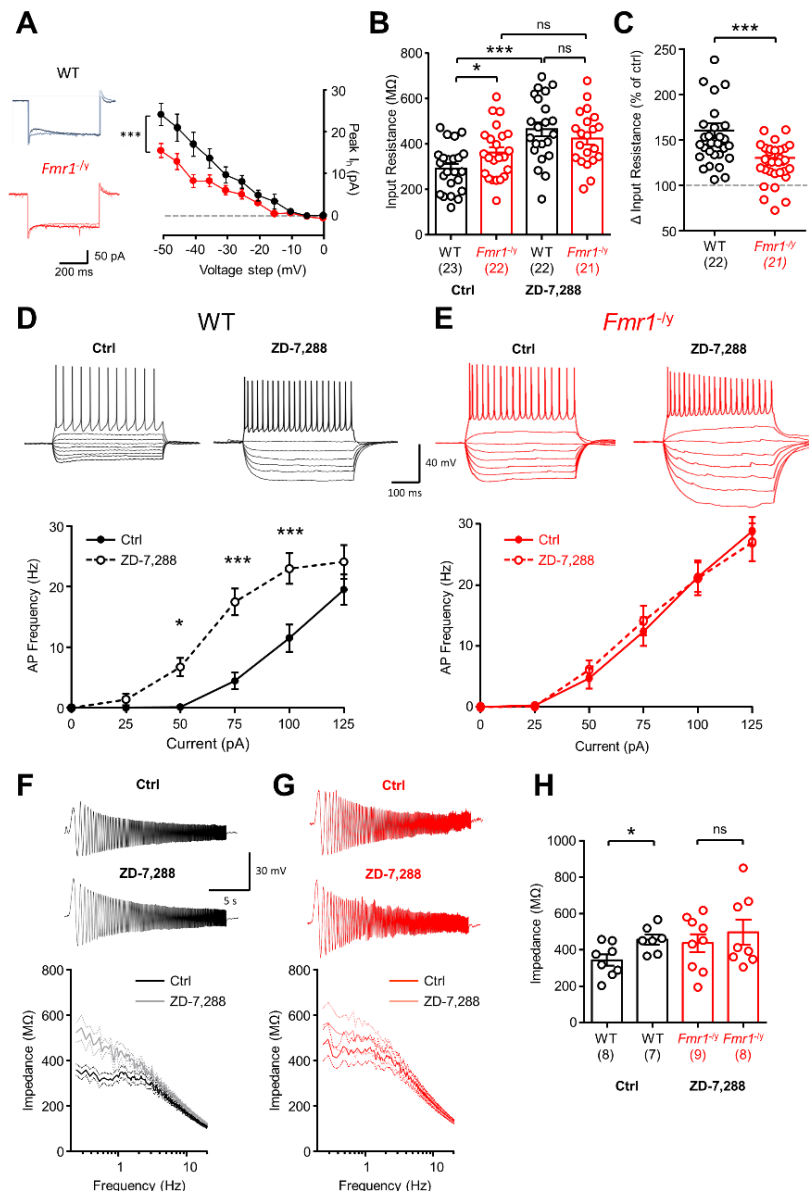 A
WT
***
Fmr1-/y
50 pA
200 ms
30
20
10
0
Peak Ih (pA)
-50 -40 -30 -20 -10 0
Voltage step (mV)
B
ns
*** ns
*
800
600
400
200
0
Input Resistance (MΩ)
WT Fmr1-/y WT Fmr1-/y
(23) (22) (22) (21)
Ctrl ZD-7,288
C
***
250
200
150
100
50
Δ Input Resistance (% of ctrl)
WT Fmr1-/y
(22) (21)
D WT
Ctrl ZD-7,288
40 mV
100 ms
Ctrl
ZD-7,288
* *** ***
30
20
10
0
AP Frequency (Hz)
0 25 50 75 100 125
Current (pA)
E Fmr1-/y
Ctrl ZD-7,288
Ctrl
ZD-7,288
30
20
10
0
AP Frequency (Hz)
0 25 50 75 100 125
Current (pA)
F
Ctrl
ZD-7,288
30 mV
5 s
Ctrl
ZD-7,288
800
600
400
200
0
Impedance (MΩ)
1 10
Frequency (Hz)
G
Ctrl
ZD-7,288
Ctrl
ZD-7,288
800
600
400
200
0
Impedance (MΩ)
1 10
Frequency (Hz)
H
* ns
1000
800
600
400
200
0
Impedance (MΩ)
WT WT Fmr1-/y Fmr1-/y
(8) (7) (9) (8)
Ctrl ZD-7,288